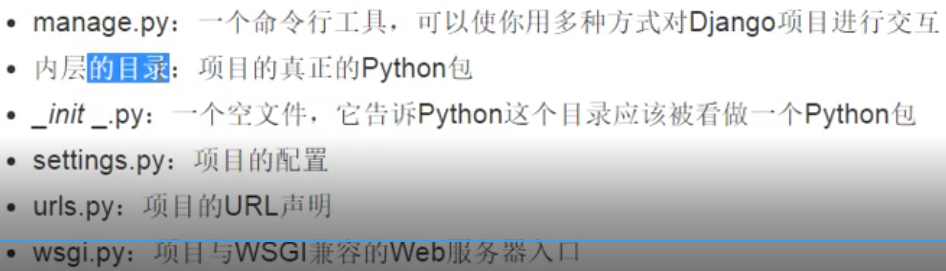 manage.py：一个命令行工具，可以使你用多种方式对Django项目进行交互
内层的目录：项目的真正的Python包
_init _.py：一个空文件，它告诉Python这个目录应该被看做一个Python包
settings.py：项目的配置
urls.py：项目的URL声明
wsgi.py：项目与WSGI兼容的Web服务器入口